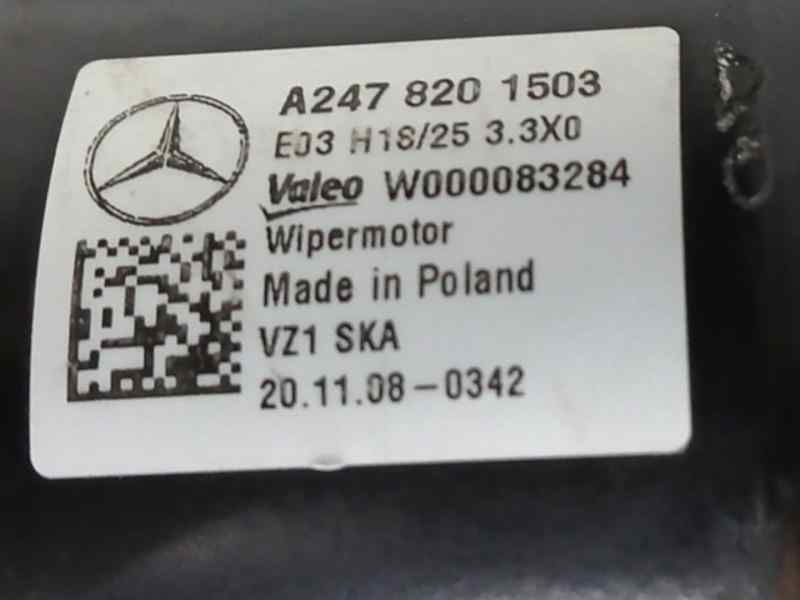 A247 820 1503
E03 H18/25 3.3X0
Valeo W000083284
Wipermotor
Made in Poland
VZ1 SKA
20.11.08-0342